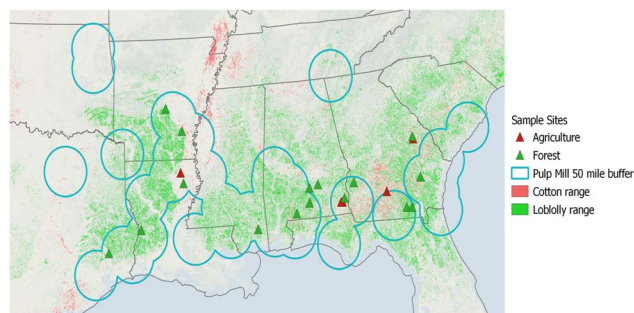 Sample Sites
Agriculture
Forest
Pulp Mill 50 mile buffer
Cotton range
Loblolly range